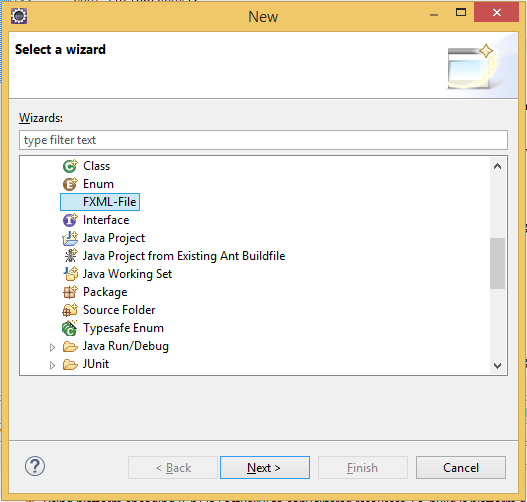 New
Select a wizard
Wizards:
type filter text
Class
Enum
FXML-File
Interface
Java Project
Java Project from Existing Ant Buildfile
Java Working Set
Package
Source Folder
Typesafe Enum
Java Run/Debug
JUnit
< Back
Next >
Finish
Cancel